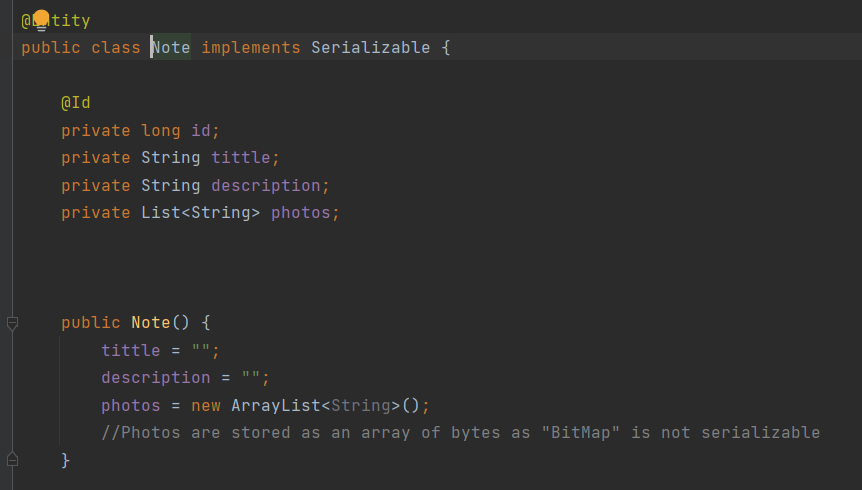 @Entity
public class Note implements Serializable {
@Id
private long id;
private String tittle;
private String description;
private List<String> photos;
public Note() {
tittle = "";
description = "";
photos = new ArrayList<String>();
//Photos are stored as an array of bytes as "BitMap" is not serializable
}